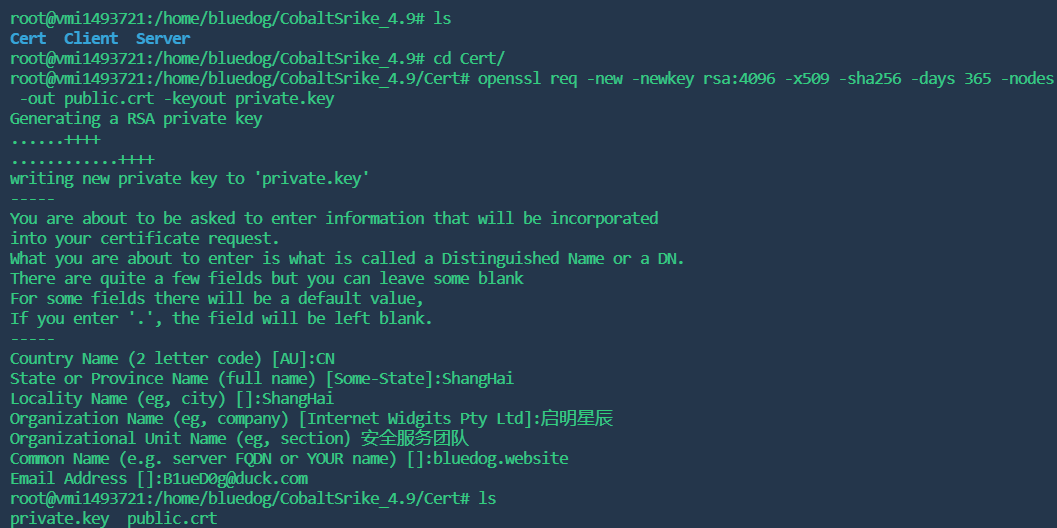 root@vmi1493721:/home/bluedog/CobaltSrike_4.9# ls
Cert  Client  Server
root@vmi1493721:/home/bluedog/CobaltSrike_4.9# cd Cert/
root@vmi1493721:/home/bluedog/CobaltSrike_4.9/Cert# openssl req -new -newkey rsa:4096 -x509 -sha256 -days 365 -nodes
 -out public.crt -keyout private.key
Generating a RSA private key
......++++
............++++
writing new private key to 'private.key'
-----
You are about to be asked to enter information that will be incorporated
into your certificate request.
What you are about to enter is what is called a Distinguished Name or a DN.
There are quite a few fields but you can leave some blank
For some fields there will be a default value,
If you enter '.', the field will be left blank.
-----
Country Name (2 letter code) [AU]:CN
State or Province Name (full name) [Some-State]:ShangHai
Locality Name (eg, city) []:ShangHai
Organization Name (eg, company) [Internet Widgits Pty Ltd]:启明星辰
Organizational Unit Name (eg, section) 安全服务团队
Common Name (e.g. server FQDN or YOUR name) []:bluedog.website
Email Address []:B1ueD0g@duck.com
root@vmi1493721:/home/bluedog/CobaltSrike_4.9/Cert# ls
private.key  public.crt